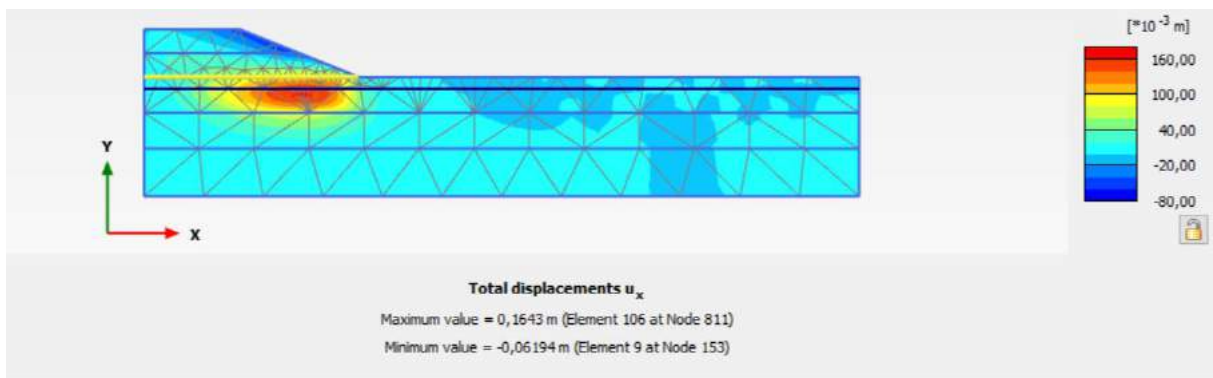 [*10 -3 m]
160,00
100,00
40,00
-20,00
-80,00
Y
X
Total displacements ux
Maximum value = 0,1643 m (Element 106 at Node 811)
Minimum value = -0,06194 m (Element 9 at Node 153)